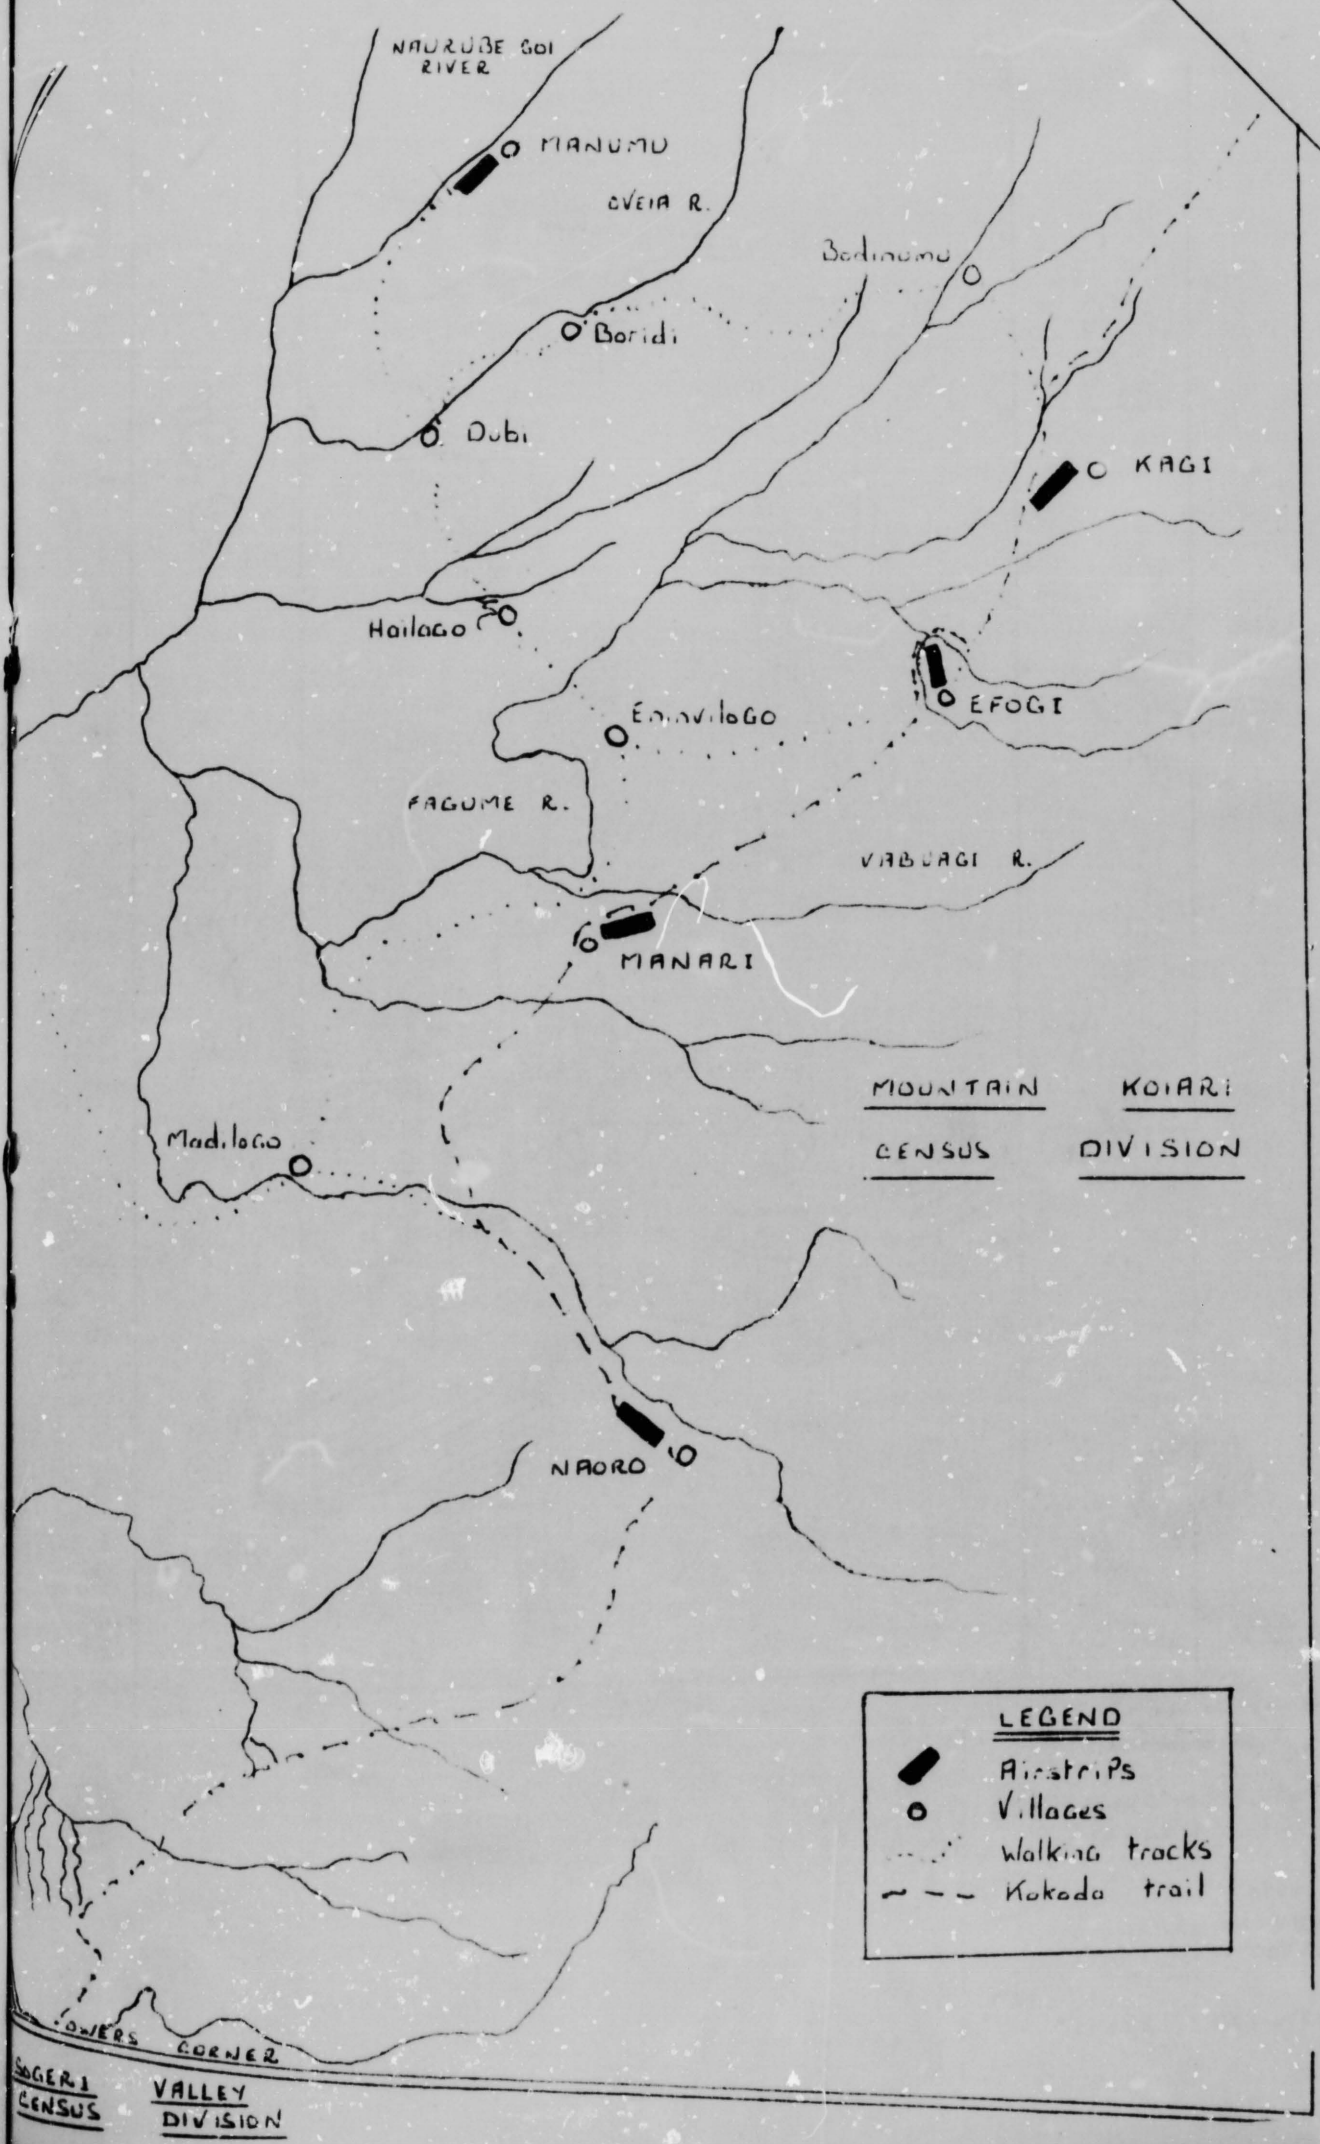 NAURUBE GOI
RIVER
MANUMU
OVEIA R.
Bodinumu
Boridi
Dubi
KAGI
Hailogo
EFOGI
Enivilogo
FAGUME R.
VABUAGI R.
MANARI
MOUNTAIN KOIARI
CENSUS DIVISION
Madilogo
NAORO
LEGEND
Airstrips
Villages
Walking tracks
Kokoda trail
OWERS CORNER
SOGERI VALLEY
CENSUS DIVISION